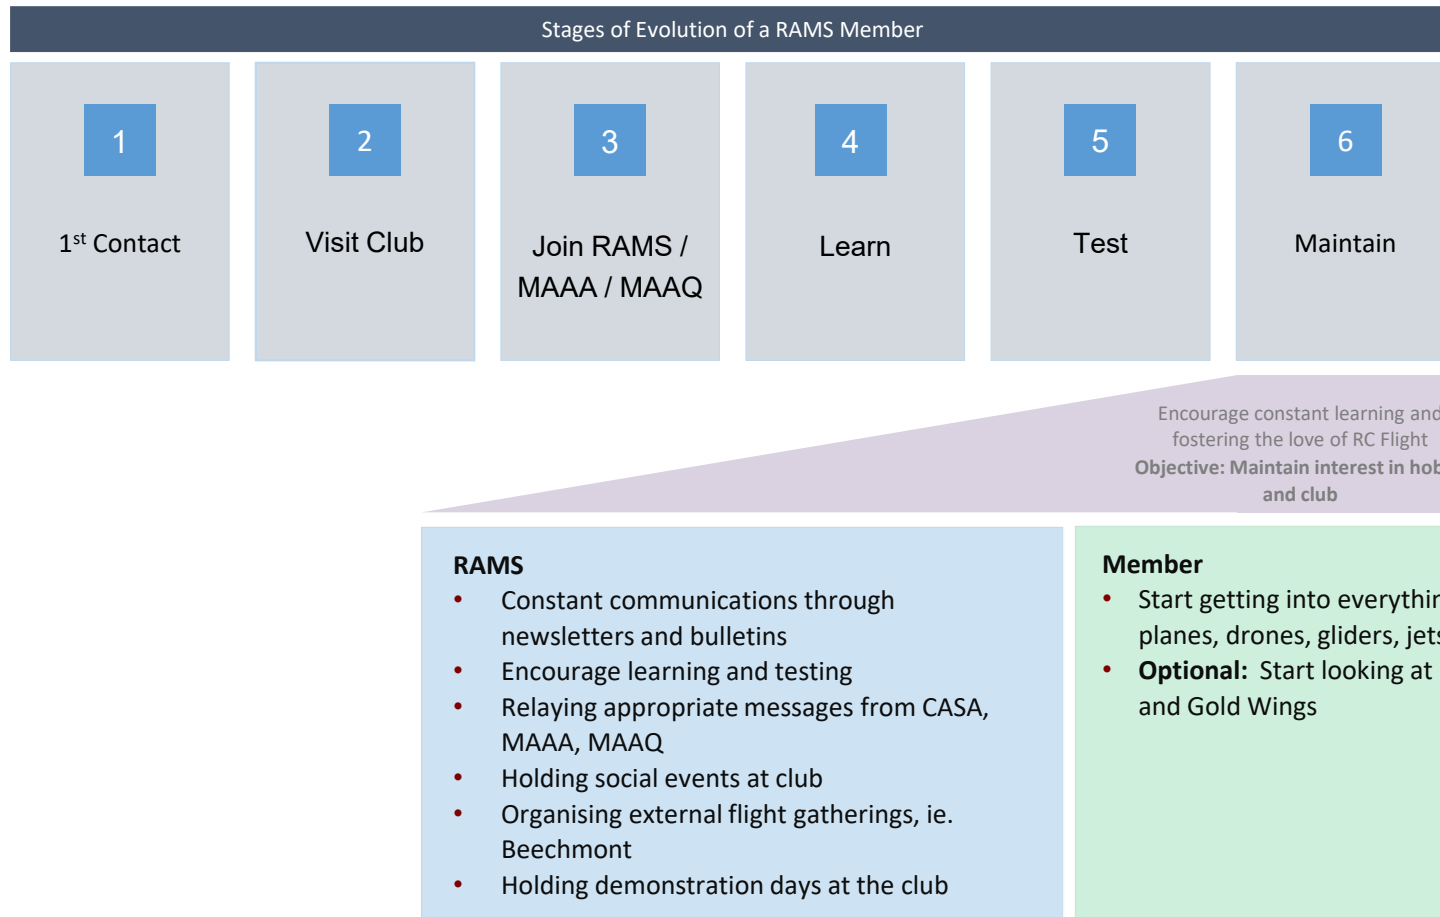 Stages of Evolution of a RAMS Member
1
2
3
4
5
6
1st Contact
Visit Club
Join RAMS /
MAAA / MAAQ
Learn
Test
Maintain
Encourage constant learning and
fostering the love of RC Flight
Objective: Maintain interest in
and club
RAMS
• Constant communications through
newsletters and bulletins
• Encourage learning and testing
• Relaying appropriate messages from CASA,
MAAA, MAAQ
• Holding social events at club
• Organising external flight gatherings, ie.
Beechmont
• Holding demonstration days at the club
Member
• Start getting into
planes, drones, gliders, jets
• Optional: Start looking at
and Gold Wings